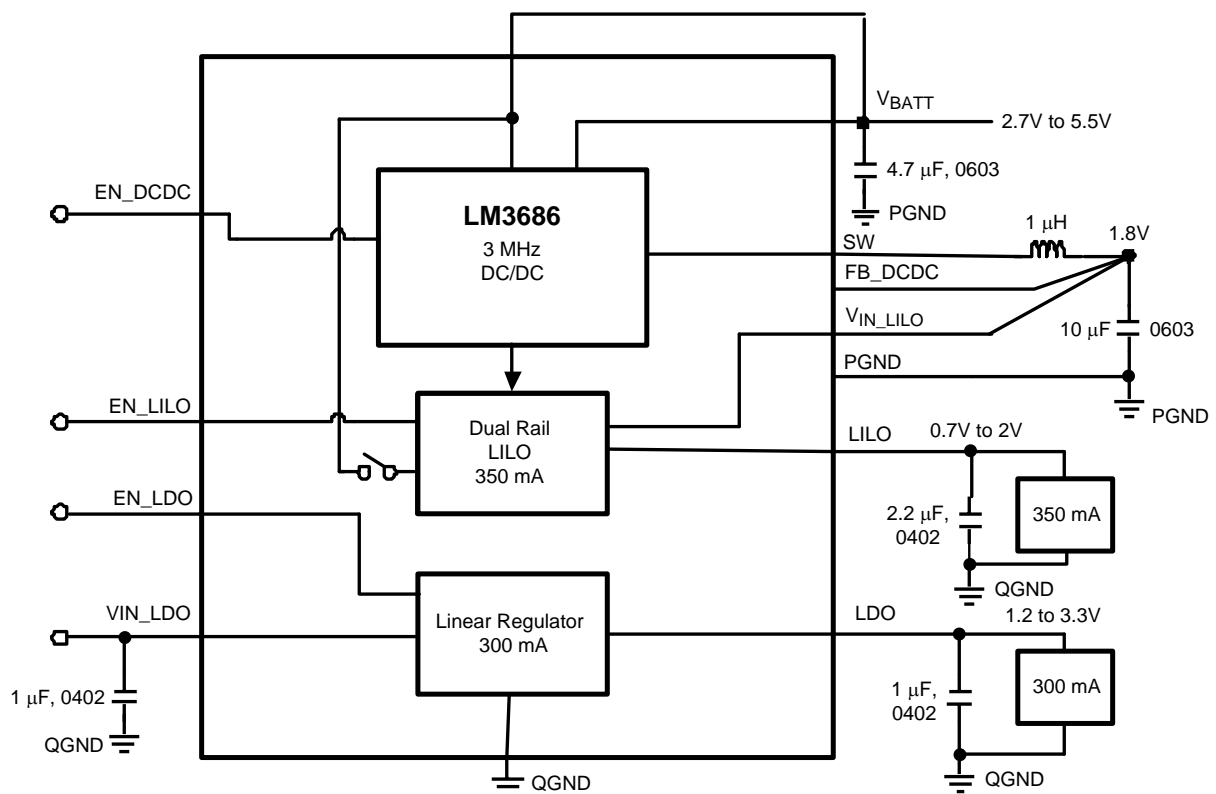 VBATT
2.7V to 5.5V
4.7 μF, 0603
PGND
EN_DCDC
LM3686
3 MHz
DC/DC
SW
1 μH
1.8V
FB_DCDC
VIN_LILO
10 μF
0603
PGND
PGND
EN_LILO
Dual Rail
LILO
350 mA
LILO
0.7V to 2V
EN_LDO
2.2 μF,
0402
350 mA
QGND
VIN_LDO
Linear Regulator
300 mA
LDO
1.2 to 3.3V
1 μF, 0402
1 μF,
0402
300 mA
QGND
QGND
QGND